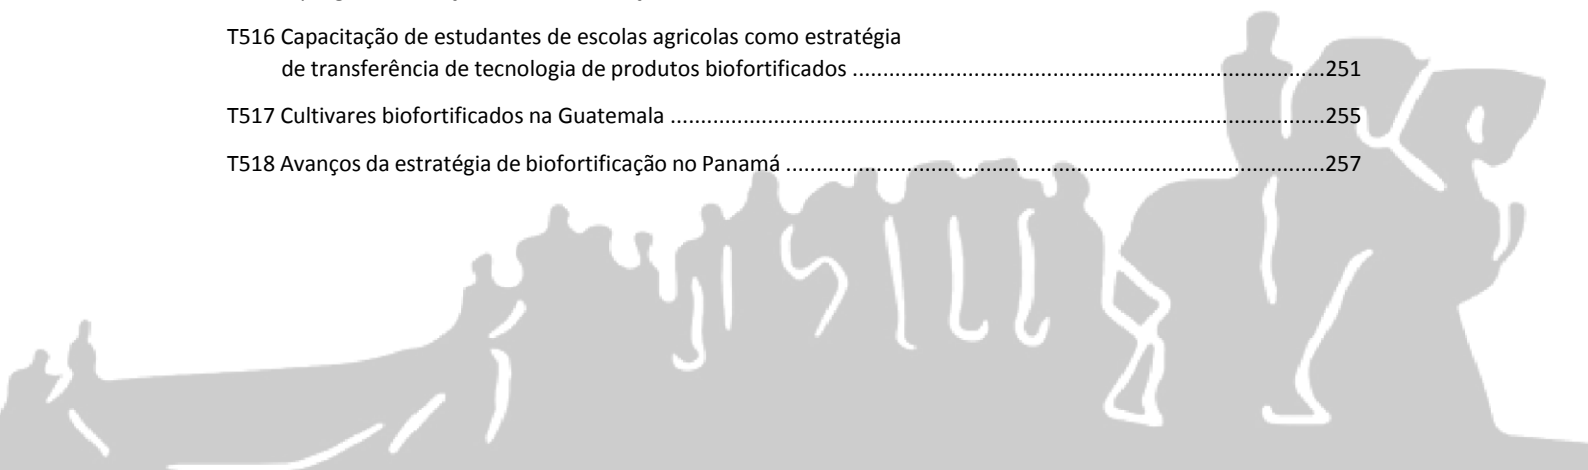 T516 Capacitação de estudantes de escolas agricolas como estratégia
de transferência de tecnologia de produtos biofortificados ............................................................................251
T517 Cultivares biofortificados na Guatemala ..........................................................................................................255
T518 Avanços da estratégia de biofortificação no Panamá .......................................................................................257